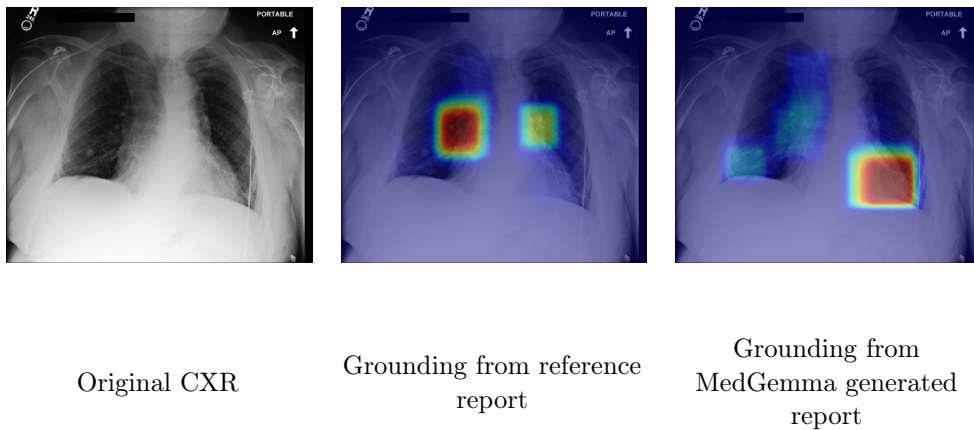 PORTABLE
AP
PORTABLE
AP
PORTABLE
AP
Original CXR
Grounding from reference
report
Grounding from
MedGemma generated
report